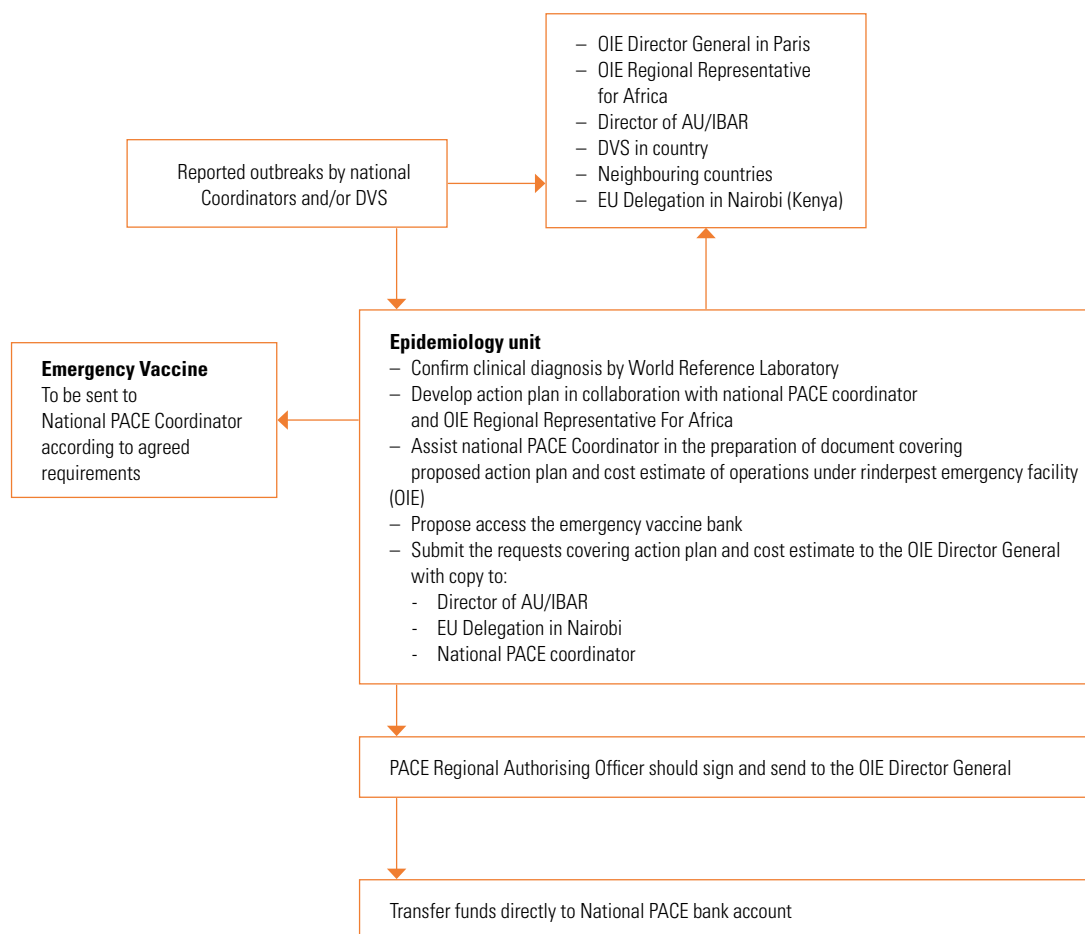 – OIE Director General in Paris
– OIE Regional Representative
for Africa
– Director of AU/IBAR
– DVS in country
– Neighbouring countries
– EU Delegation in Nairobi (Kenya)
Reported outbreaks by national
Coordinators and/or DVS
Epidemiology unit
– Confirm clinical diagnosis by World Reference Laboratory
– Develop action plan in collaboration with national PACE coordinator
and OIE Regional Representative For Africa
– Assist national PACE Coordinator in the preparation of document covering
proposed action plan and cost estimate of operations under rinderpest emergency facility
(OIE)
– Propose access the emergency vaccine bank
– Submit the requests covering action plan and cost estimate to the OIE Director General
with copy to:
- Director of AU/IBAR
- EU Delegation in Nairobi
- National PACE coordinator
Emergency Vaccine
To be sent to
National PACE Coordinator
according to agreed
requirements
PACE Regional Authorising Officer should sign and send to the OIE Director General
Transfer funds directly to National PACE bank account